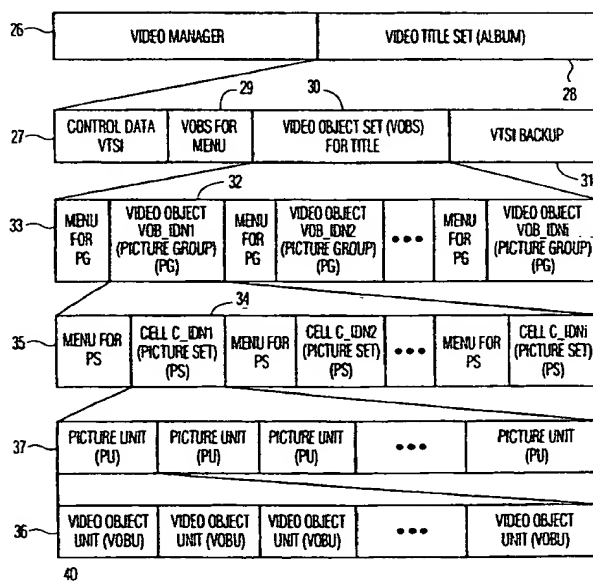 26
VIDEO MANAGER
VIDEO TITLE SET (ALBUM)
28
29
30
27
CONTROL DATA
VTSI
VOBS FOR
MENU
VIDEO OBJECT SET (VOBS)
FOR TITLE
VTSI BACKUP
31
32
33
MENU
FOR
PG
VIDEO OBJECT
VOB_IDN1
(PICTURE GROUP)
(PG)
MENU
FOR
PG
VIDEO OBJECT
VOB_IDN2
(PICTURE GROUP)
(PG)
•••
MENU
FOR
PG
VIDEO OBJECT
VOB_IDNi
(PICTURE GROUP)
(PG)
34
35
MENU FOR
PS
CELL C_IDN1
(PICTURE SET)
(PS)
MENU FOR
PS
CELL C_IDN2
(PICTURE SET)
(PS)
•••
MENU FOR
PS
CELL C_IDNi
(PICTURE SET)
(PS)
37
PICTURE UNIT
(PU)
PICTURE UNIT
(PU)
PICTURE UNIT
(PU)
•••
PICTURE UNIT
(PU)
36
VIDEO OBJECT
UNIT (VOBU)
VIDEO OBJECT
UNIT (VOBU)
VIDEO OBJECT
UNIT (VOBU)
•••
VIDEO OBJECT
UNIT (VOBU)
40